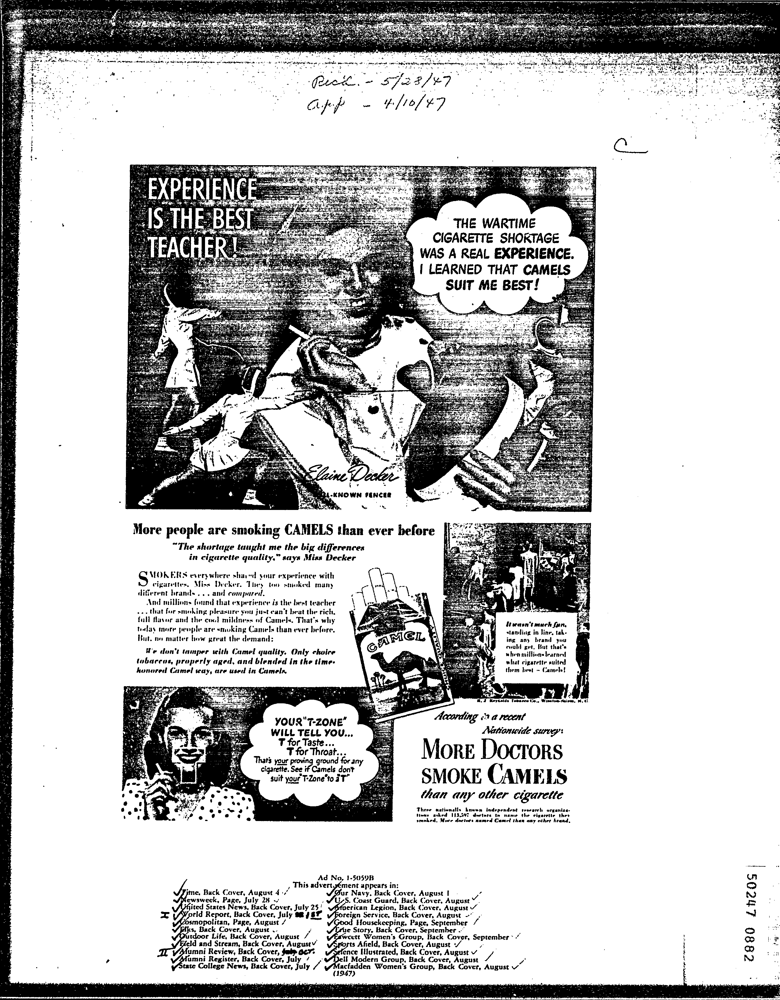 Rec'd. - 5/28/47
app - 4/10/47
C
EXPERIENCE
IS THE BEST
TEACHER!
THE WARTIME
CIGARETTE SHORTAGE
WAS A REAL EXPERIENCE.
I LEARNED THAT CAMELS
SUIT ME BEST!
Elaine Decker
LL-KNOWN FENCER
More people are smoking CAMELS than ever before
"The shortage taught me the big differences
in cigarette quality," says Miss Decker
SMOKERS everywhere shared your experience with
cigarettes, Miss Decker. They too smoked many
different brands . . . and compared.
And millions found that experience is the best teacher
. . . that for smoking pleasure you just can't beat the rich,
full flavor and the cool mildness of Camels. That's why
today more people are smoking Camels than ever before.
But, no matter how great the demand:
We don't tamper with Camel quality. Only choice
tobaccos, properly aged, and blended in the time-
honored Camel way, are used in Camels.
CAMEL
It wasn't much fun,
standing in line, tak-
ing any brand you
could get. But that's
when millions learned
what cigarette suited
them best - Camels!
R. J. Reynolds Tobacco Co., Winston-Salem, N. C.
YOUR "T-ZONE"
WILL TELL YOU...
T for Taste...
T for Throat...
That's your proving ground for any
cigarette. See if Camels don't
suit your "T-Zone" to a "T"
According to a recent
Nationwide survey:
MORE DOCTORS
SMOKE CAMELS
than any other cigarette
Three nationally known independent research organiza-
tions asked 113,597 doctors to name the cigarette they
smoked. More doctors named Camel than any other brand.
Ad No. 1-5059B
This advertisement appears in:
Time, Back Cover, August 4
Newsweek, Page, July 28
United States News, Back Cover, July 25
World Report, Back Cover, July 1st
Cosmopolitan, Page, August
Elks, Back Cover, August
Outdoor Life, Back Cover, August
Field and Stream, Back Cover, August
Alumni Review, Back Cover, Oct.
Alumni Register, Back Cover, July
State College News, Back Cover, July
Our Navy, Back Cover, August 1
U. S. Coast Guard, Back Cover, August
American Legion, Back Cover, August
Foreign Service, Back Cover, August
Good Housekeeping, Page, September
True Story, Back Cover, September
Fawcett Women's Group, Back Cover, September
Sports Afield, Back Cover, August
Science Illustrated, Back Cover, August
Dell Modern Group, Back Cover, August
Macfadden Women's Group, Back Cover, August
(1947)
50247 0882